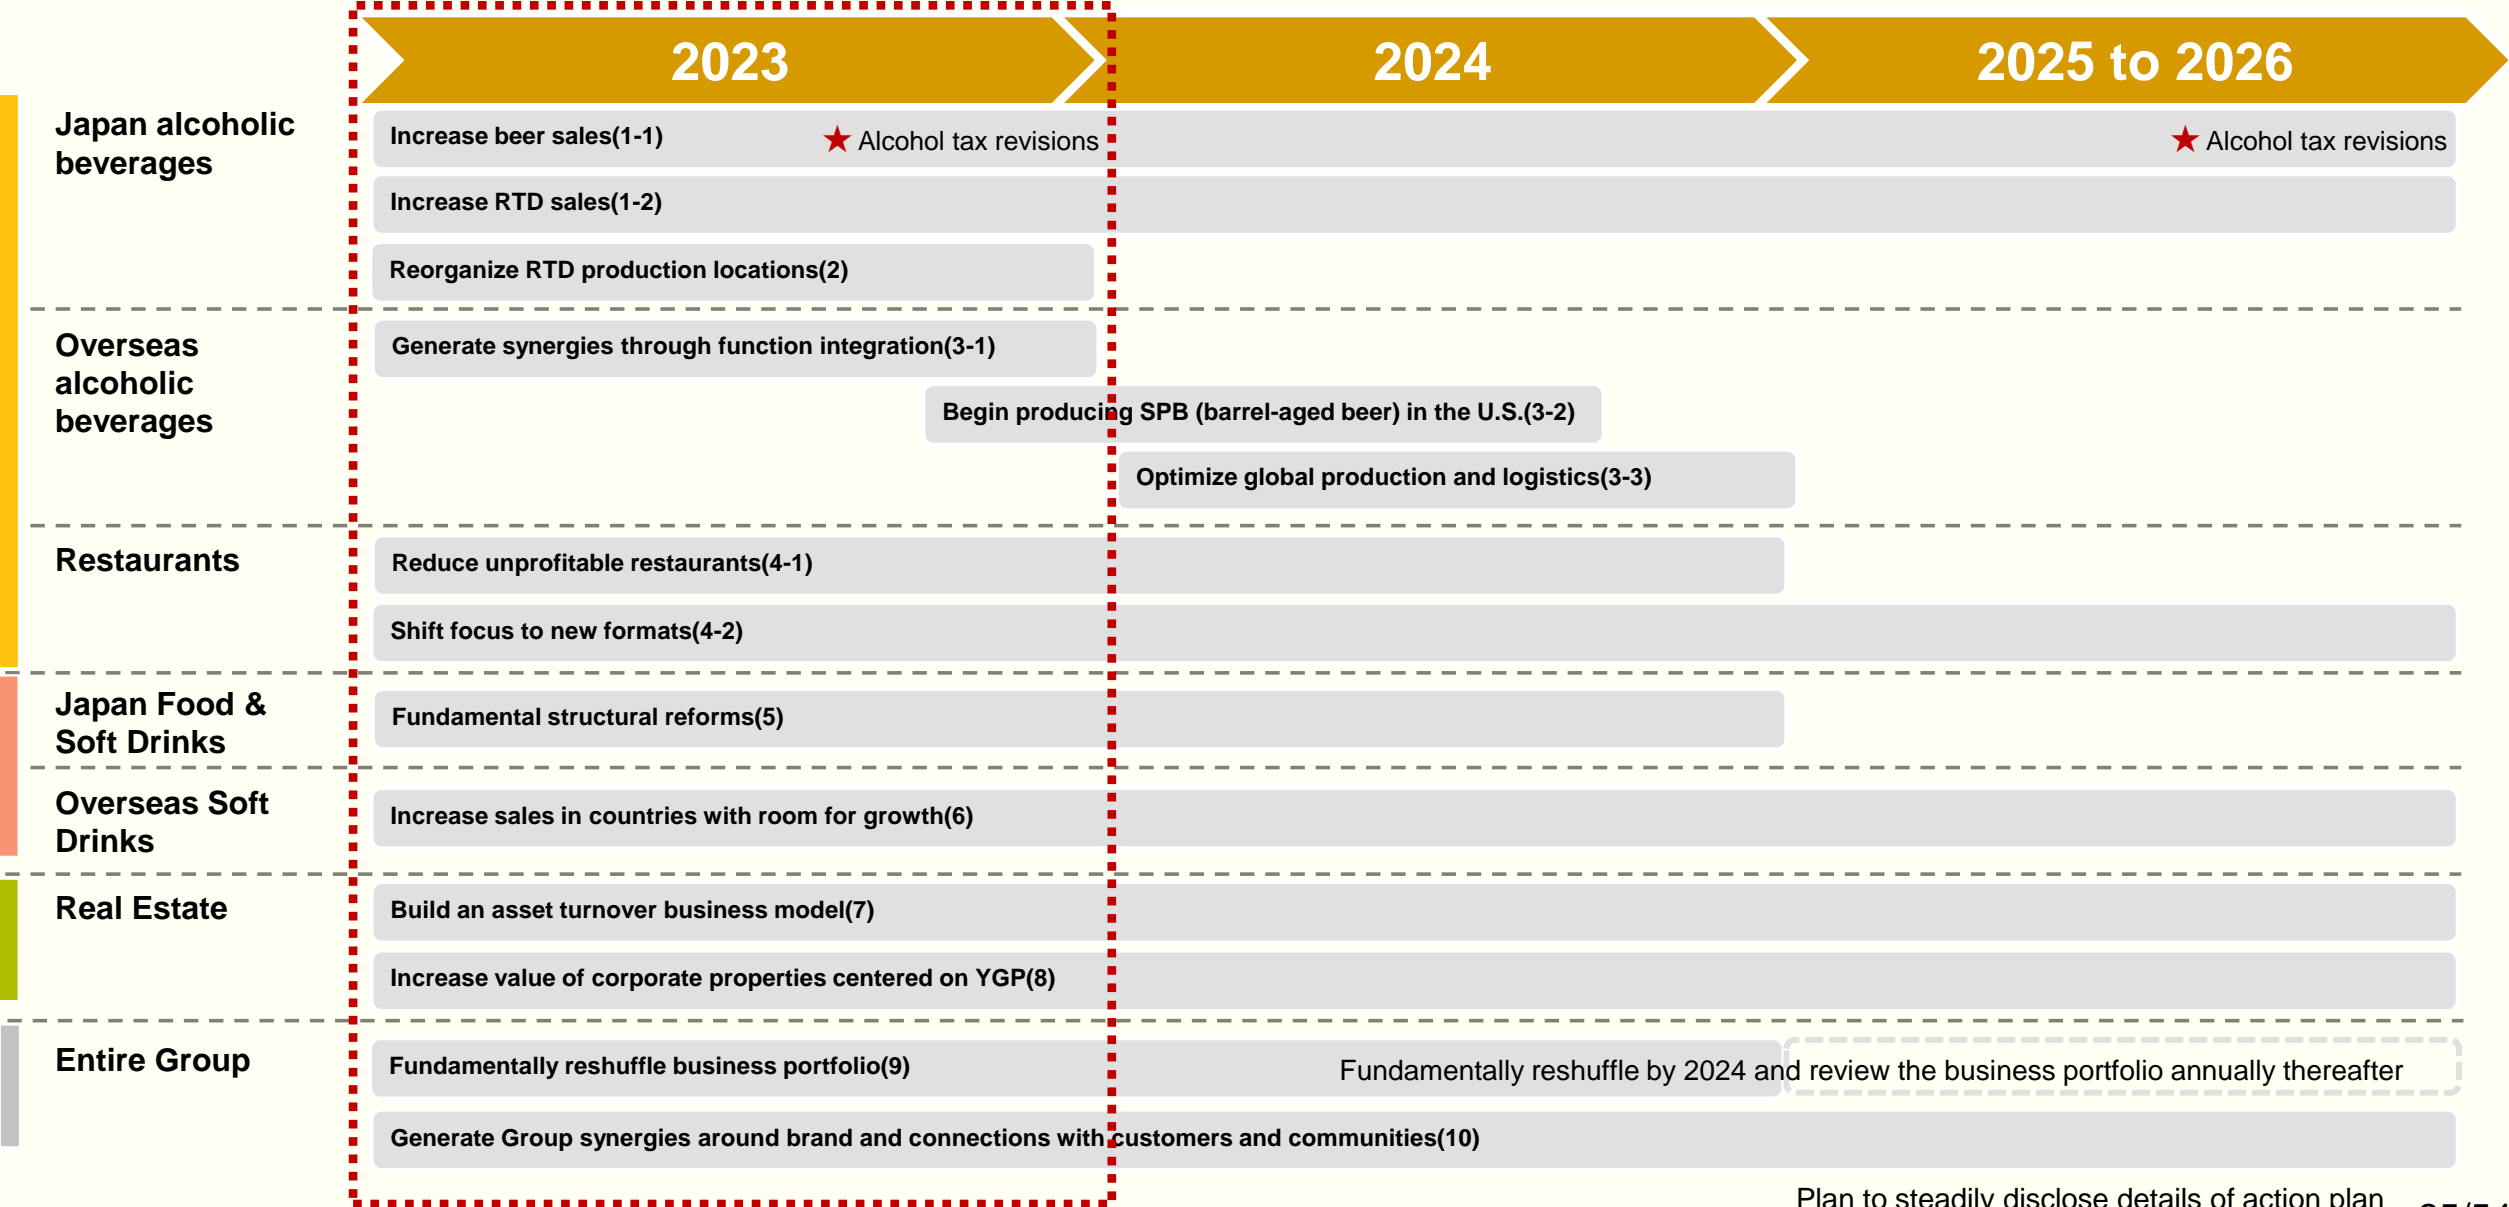 2023
2024
2025 to 2026
Japan alcoholic
beverages
Increase beer sales(1-1)
★ Alcohol tax revisions
★ Alcohol tax revisions
Increase RTD sales(1-2)
Reorganize RTD production locations(2)
Overseas
alcoholic
beverages
Generate synergies through function integration(3-1)
Begin producing SPB (barrel-aged beer) in the U.S.(3-2)
Optimize global production and logistics(3-3)
Restaurants
Reduce unprofitable restaurants(4-1)
Shift focus to new formats(4-2)
Japan Food &
Soft Drinks
Fundamental structural reforms(5)
Overseas Soft
Drinks
Increase sales in countries with room for growth(6)
Real Estate
Build an asset turnover business model(7)
Increase value of corporate properties centered on YGP(8)
Entire Group
Fundamentally reshuffle business portfolio(9)
Fundamentally reshuffle by 2024 and review the business portfolio annually thereafter
Generate Group synergies around brand and connections with customers and communities(10)
Plan to steadily disclose details of action plan